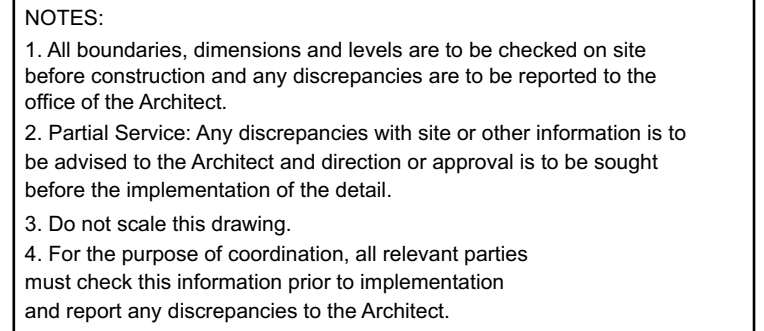 NOTES:
1. All boundaries, dimensions and levels are to be checked on site
before construction and any discrepancies are to be reported to the
office of the Architect.
2. Partial Service: Any discrepancies with site or other information is to
be advised to the Architect and direction or approval is to be sought
before the implementation of the detail.
3. Do not scale this drawing.
4. For the purpose of coordination, all relevant parties
must check this information prior to implementation
and report any discrepancies to the Architect.